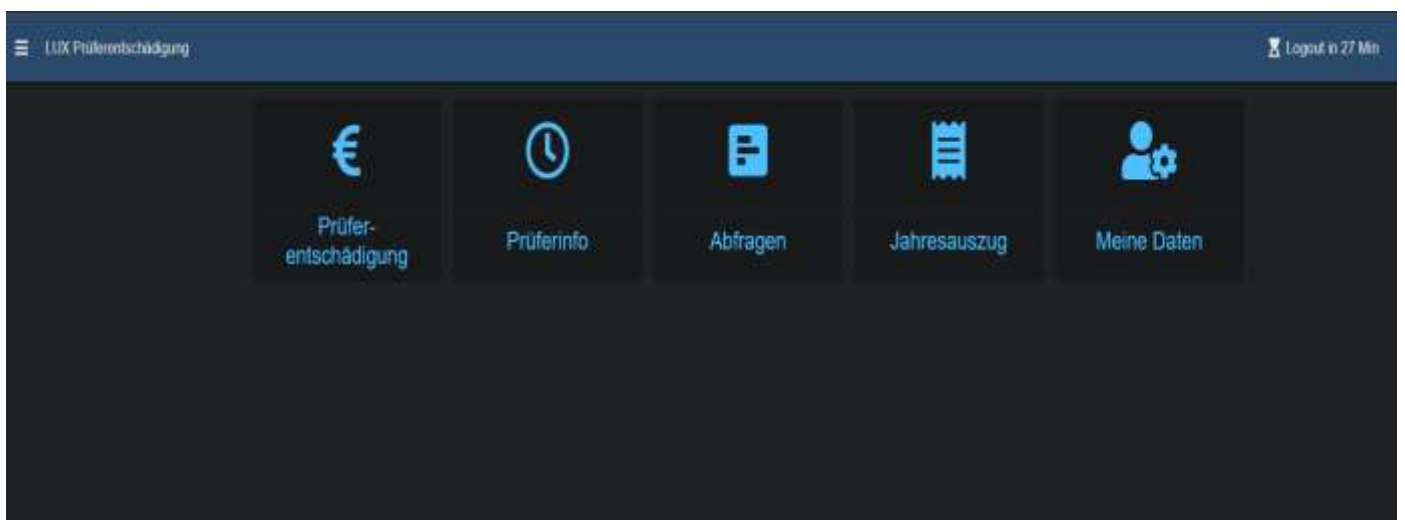 LUX Prüferentschädigung
Logout in 27 Min
Prüfer-
entschädigung
Prüferinfo
Abfragen
Jahresauszug
Meine Daten